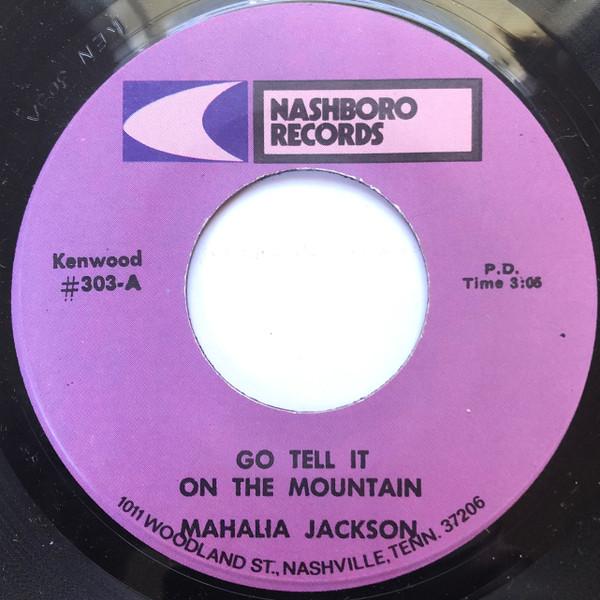 NASHBORO
RECORDS
Kenwood
#303-A
P.D.
Time 3:05
GO TELL IT
ON THE MOUNTAIN
MAHALIA JACKSON
1011 WOODLAND ST., NASHVILLE, TENN. 37206